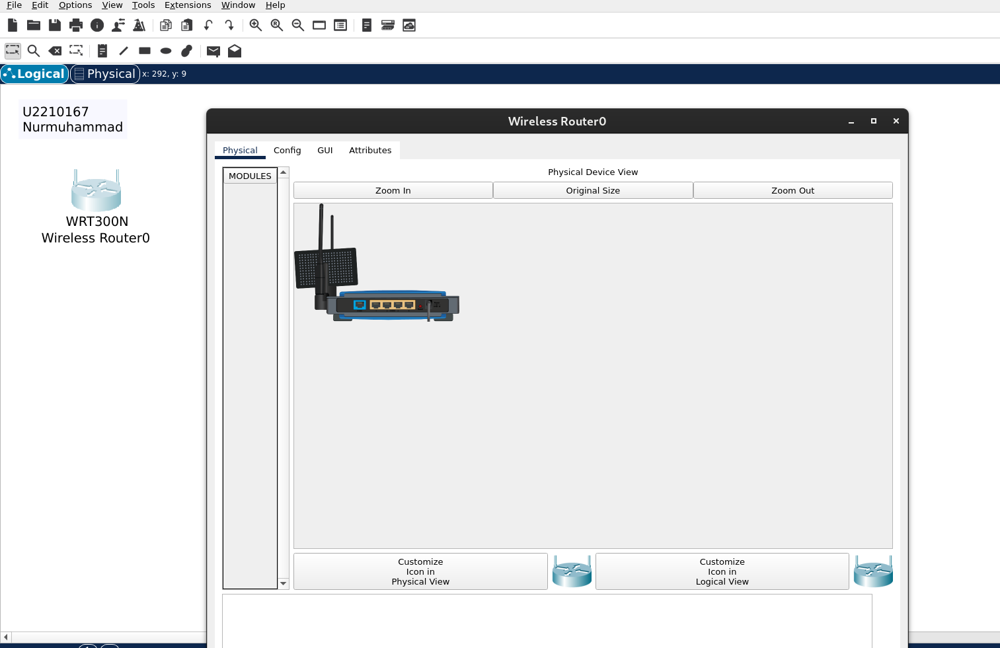 File Edit Options View Tools Extensions Window Help
Logical Physical x: 292, y: 9
U2210167
Nurmuhammad
WRT300N
Wireless Router0
Wireless Router0
Physical Config GUI Attributes
MODULES
Physical Device View
Zoom In Original Size Zoom Out
Customize
Icon in
Physical View
Customize
Icon in
Logical View